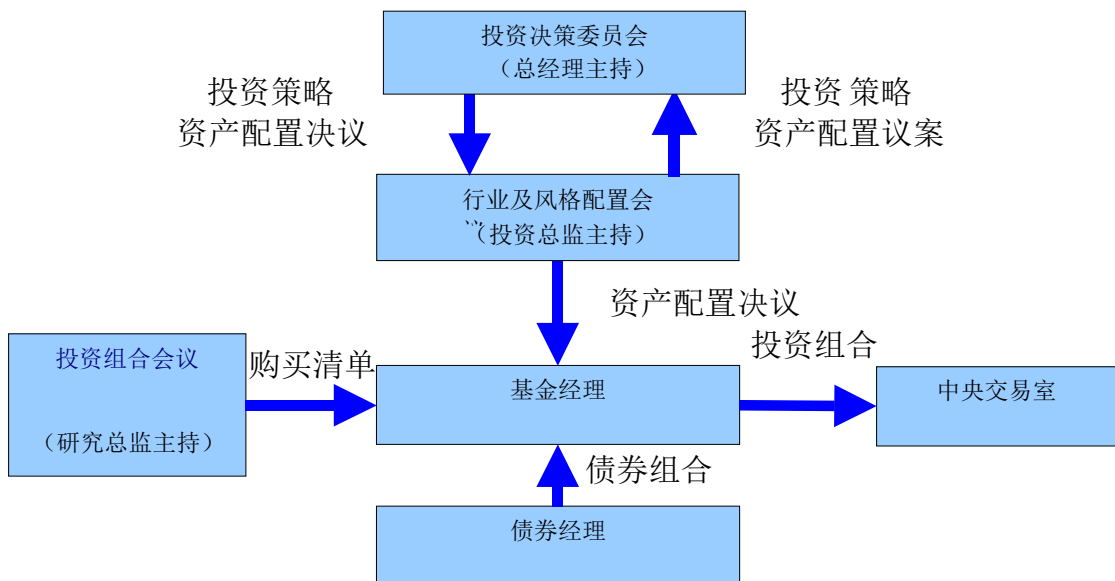 投资决策委员会
（总经理主持）
投资策略
资产配置决议
投资 策略
资产配置议案
行业及风格配置会
（投资总监主持）
资产配置决议
投资组合
投资组合会议
（研究总监主持）
购买清单
基金经理
中央交易室
债券组合
债券经理